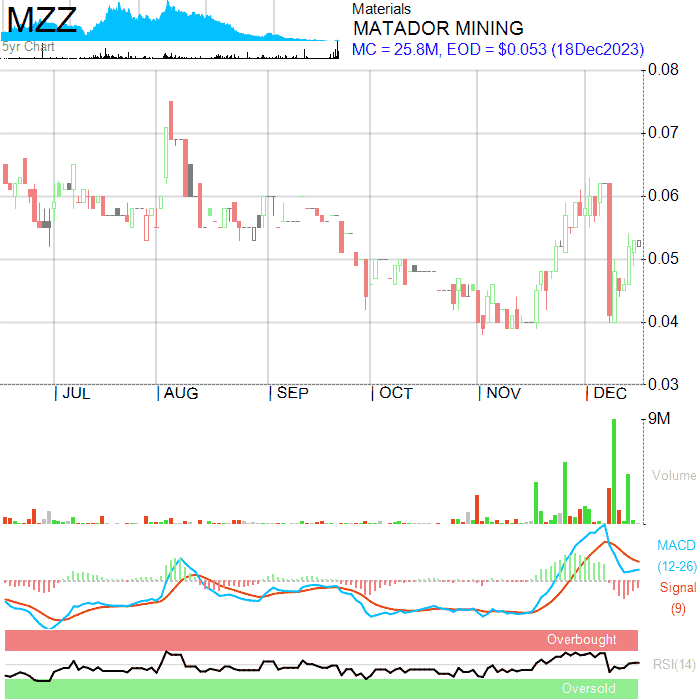 MZZ
5yr Chart
Materials
MATADOR MINING
MC = 25.8M, EOD = $0.053 (18Dec2023)
0.08
0.07
0.06
0.05
0.04
0.03
JUL AUG SEP OCT NOV DEC
9M
Volume
MACD
(12-26)
Signal
(9)
Overbought
RSI(14)
Oversold